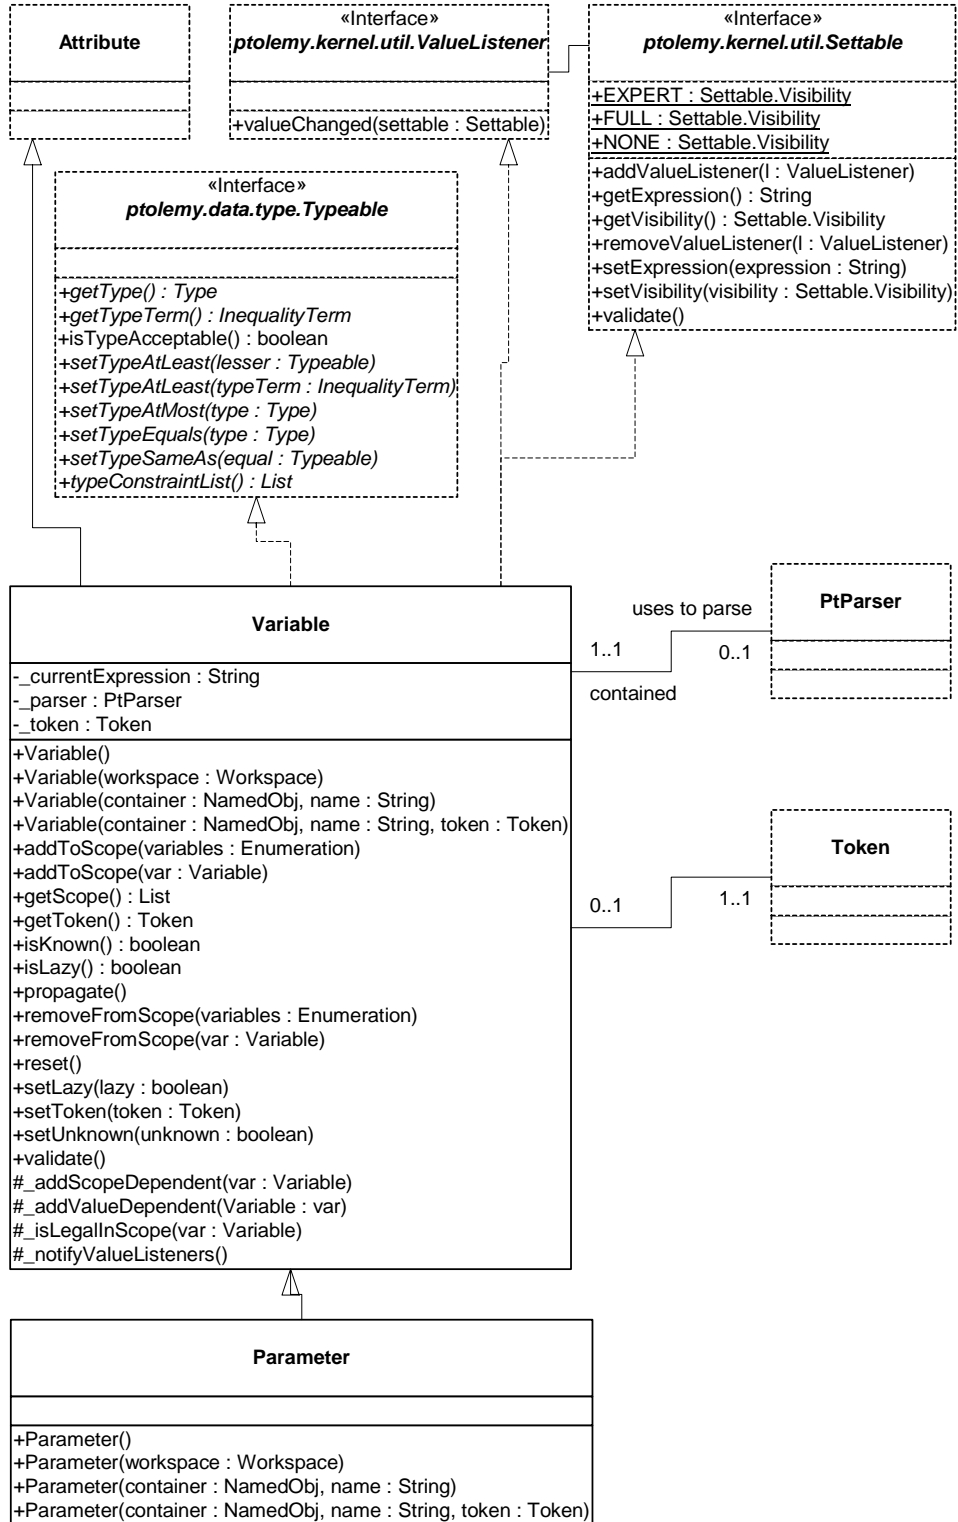 Attribute
«Interface»
ptolemy.kernel.util.ValueListener
+valueChanged(settable : Settable)
«Interface»
ptolemy.kernel.util.Settable
+EXPERT : Settable.Visibility
+FULL : Settable.Visibility
+NONE : Settable.Visibility
+addValueListener(l : ValueListener)
+getExpression() : String
+getVisibility() : Settable.Visibility
+removeValueListener(l : ValueListener)
+setExpression(expression : String)
+setVisibility(visibility : Settable.Visibility)
+validate()
«Interface»
ptolemy.data.type.Typeable
+getType() : Type
+getTypeTerm() : InequalityTerm
+isTypeAcceptable() : boolean
+setTypeAtLeast(lesser : Typeable)
+setTypeAtLeast(typeTerm : InequalityTerm)
+setTypeAtMost(type : Type)
+setTypeEquals(type : Type)
+setTypeSameAs(equal : Typeable)
+typeConstraintList() : List
Variable
-_currentExpression : String
-_parser : PtParser
-_token : Token
+Variable()
+Variable(workspace : Workspace)
+Variable(container : NamedObj, name : String)
+Variable(container : NamedObj, name : String, token : Token)
+addToScope(variables : Enumeration)
+addToScope(var : Variable)
+getScope() : List
+getToken() : Token
+isKnown() : boolean
+isLazy() : boolean
+propagate()
+removeFromScope(variables : Enumeration)
+removeFromScope(var : Variable)
+reset()
+setLazy(lazy : boolean)
+setToken(token : Token)
+setUnknown(unknown : boolean)
+validate()
#_addScopeDependent(var : Variable)
#_addValueDependent(Variable : var)
#_isLegalInScope(var : Variable)
#_notifyValueListeners()
uses to parse
1..1
0..1
contained
PtParser
0..1
1..1
Token
Parameter
+Parameter()
+Parameter(workspace : Workspace)
+Parameter(container : NamedObj, name : String)
+Parameter(container : NamedObj, name : String, token : Token)